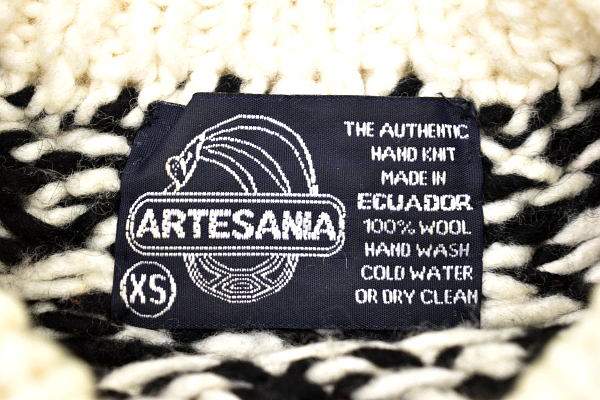 ARTESANIA
XS
THE AUTHENTIC
HAND KNIT
MADE IN
ECUADOR
100% WOOL
HAND WASH
COLD WATER
OR DRY CLEAN